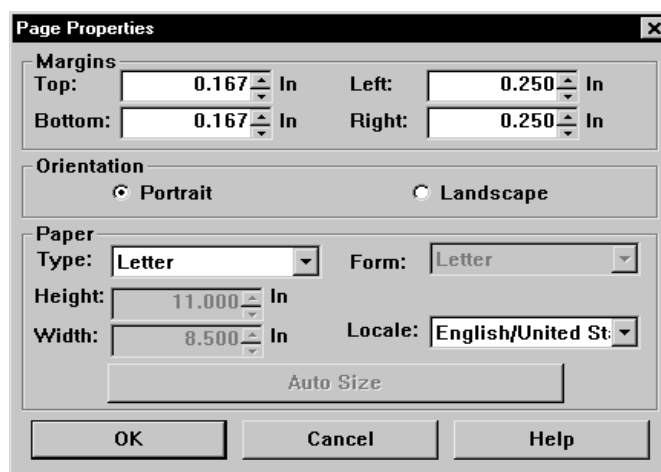 Page Properties
Margins
Top: 0.167 In Left: 0.250 In
Bottom: 0.167 In Right: 0.250 In
Orientation
Portrait Landscape
Paper
Type: Letter Form: Letter
Height: 11.000 In
Width: 8.500 In Locale: English/United St
Auto Size
OK Cancel Help